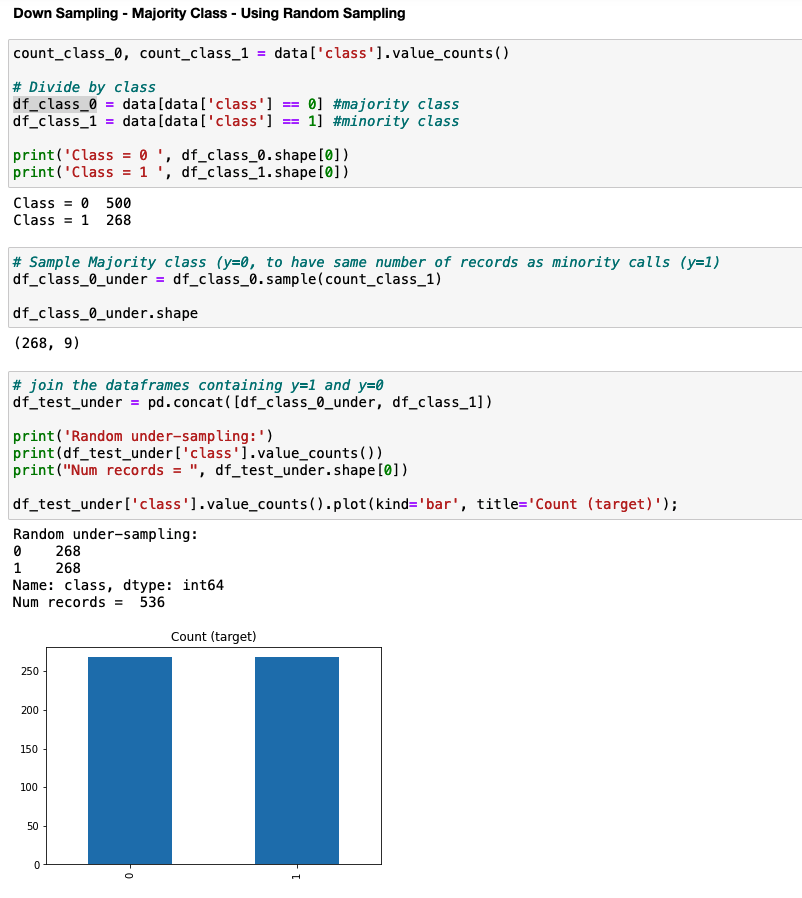 Down Sampling - Majority Class - Using Random Sampling
count_class_0, count_class_1 = data['class'].value_counts()
# Divide by class
df_class_0 = data[data['class'] == 0] #majority class
df_class_1 = data[data['class'] == 1] #minority class
print('Class = 0 ', df_class_0.shape[0])
print('Class = 1 ', df_class_1.shape[0])
Class = 0  500
Class = 1  268
# Sample Majority class (y=0, to have same number of records as minority calls (y=1)
df_class_0_under = df_class_0.sample(count_class_1)
df_class_0_under.shape
(268, 9)
# join the dataframes containing y=1 and y=0
df_test_under = pd.concat([df_class_0_under, df_class_1])
print('Random under-sampling:')
print(df_test_under['class'].value_counts())
print("Num records = ", df_test_under.shape[0])
df_test_under['class'].value_counts().plot(kind='bar', title='Count (target)');
Random under-sampling:
0    268
1    268
Name: class, dtype: int64
Num records =  536
Count (target)
250
200
150
100
50
0
0 1